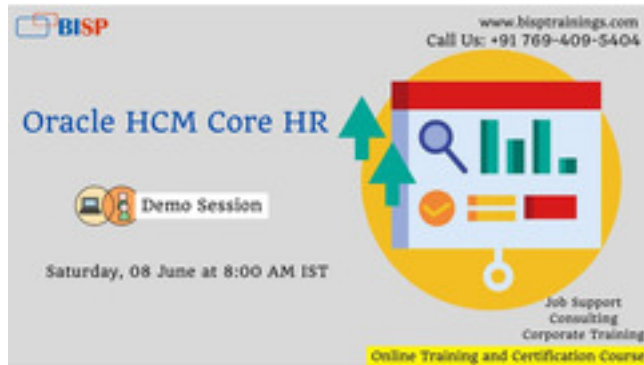 BISP
www.bisptrainings.com
Call Us: +91 769-409-5404
Oracle HCM Core HR
Demo Session
Saturday, 08 June at 8:00 AM IST
Job Support
Consulting
Corporate Training
Online Training and Certification Course